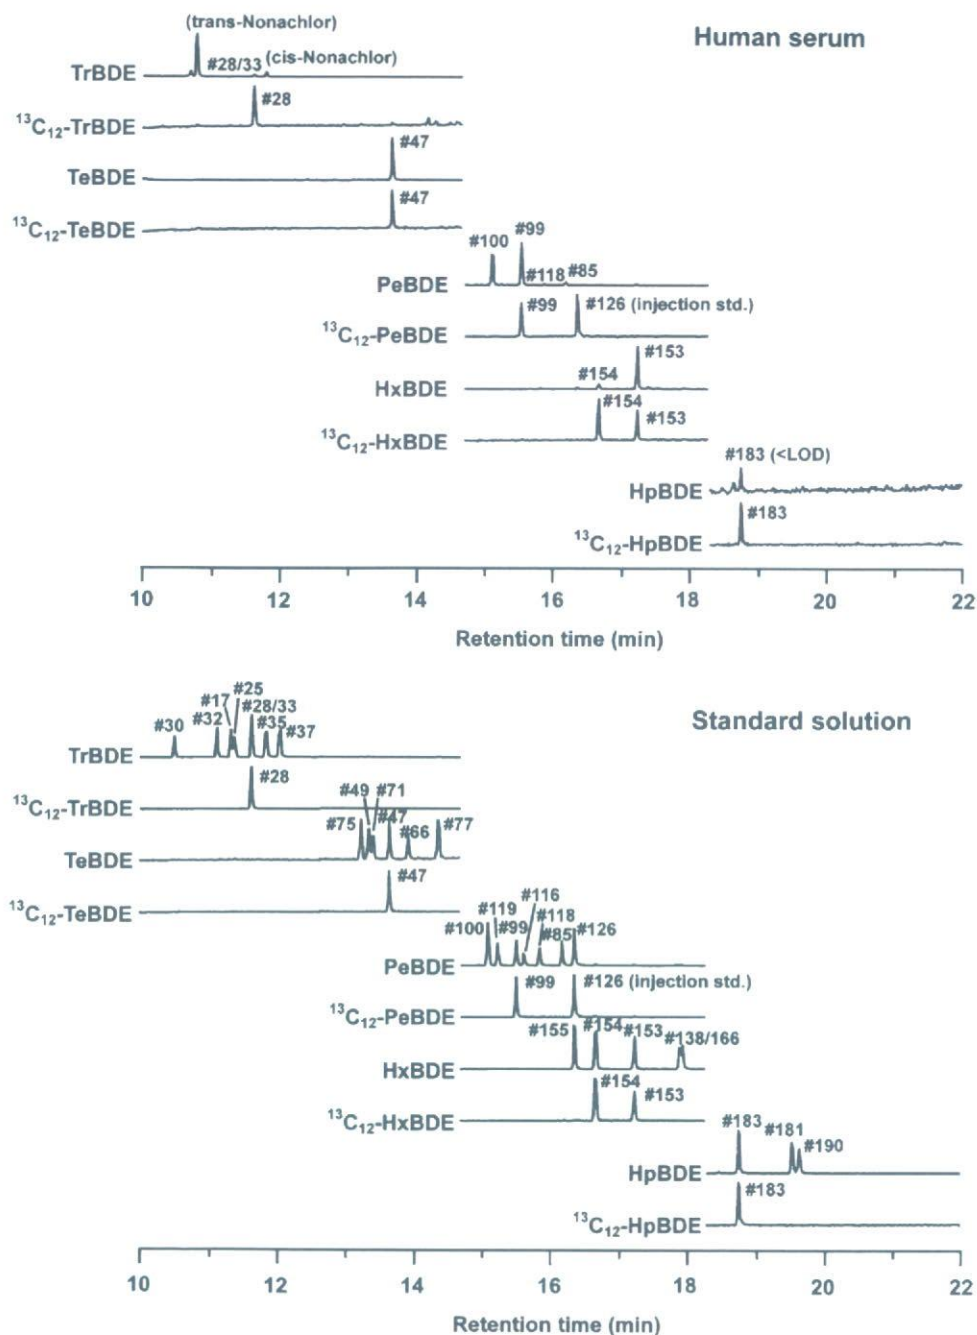 Human serum
(trans-Nonachlor)
#28/33 (cis-Nonachlor)
TrBDE
#28
¹³C₁₂-TrBDE
#47
TeBDE
#47
¹³C₁₂-TeBDE
#99
#100
#118 #85
PeBDE
#99 #126 (injection std.)
¹³C₁₂-PeBDE
#153
#154
HxBDE
#154
#153
¹³C₁₂-HxBDE
#183 (<LOD)
HpBDE
#183
¹³C₁₂-HpBDE
10 12 14 16 18 20 22
Retention time (min)
Standard solution
#25
#17 #28/33
#30 #32 #35 #37
TrBDE
#28
¹³C₁₂-TrBDE
#49 #71
#75 #47 #66 #77
TeBDE
#47
¹³C₁₂-TeBDE
#116
#119 #118
#100 #99 #85 #126
PeBDE
#99 #126 (injection std.)
¹³C₁₂-PeBDE
#155 #154 #153 #138/166
HxBDE
#154
#153
¹³C₁₂-HxBDE
#183 #181
#190
HpBDE
#183
¹³C₁₂-HpBDE
10 12 14 16 18 20 22
Retention time (min)